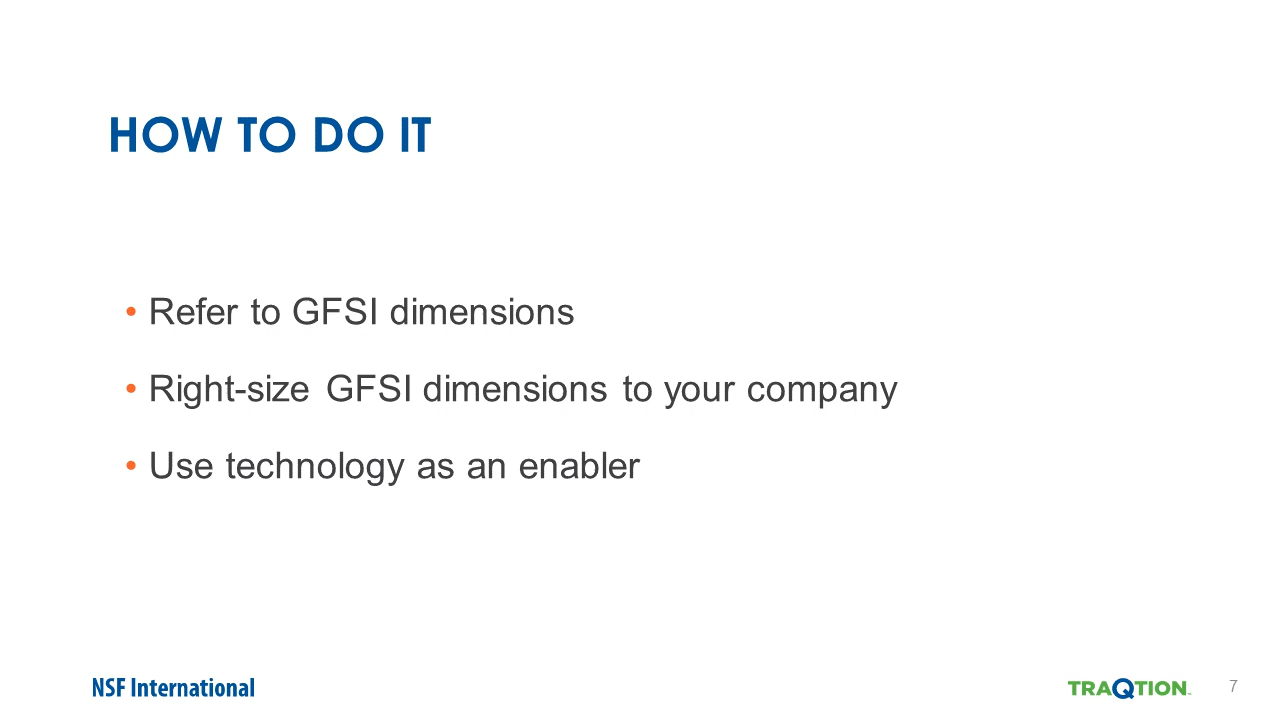 HOW TO DO IT
• Refer to GFSI dimensions
• Right-size GFSI dimensions to your company
• Use technology as an enabler
NSF International
TRAQTION™
7